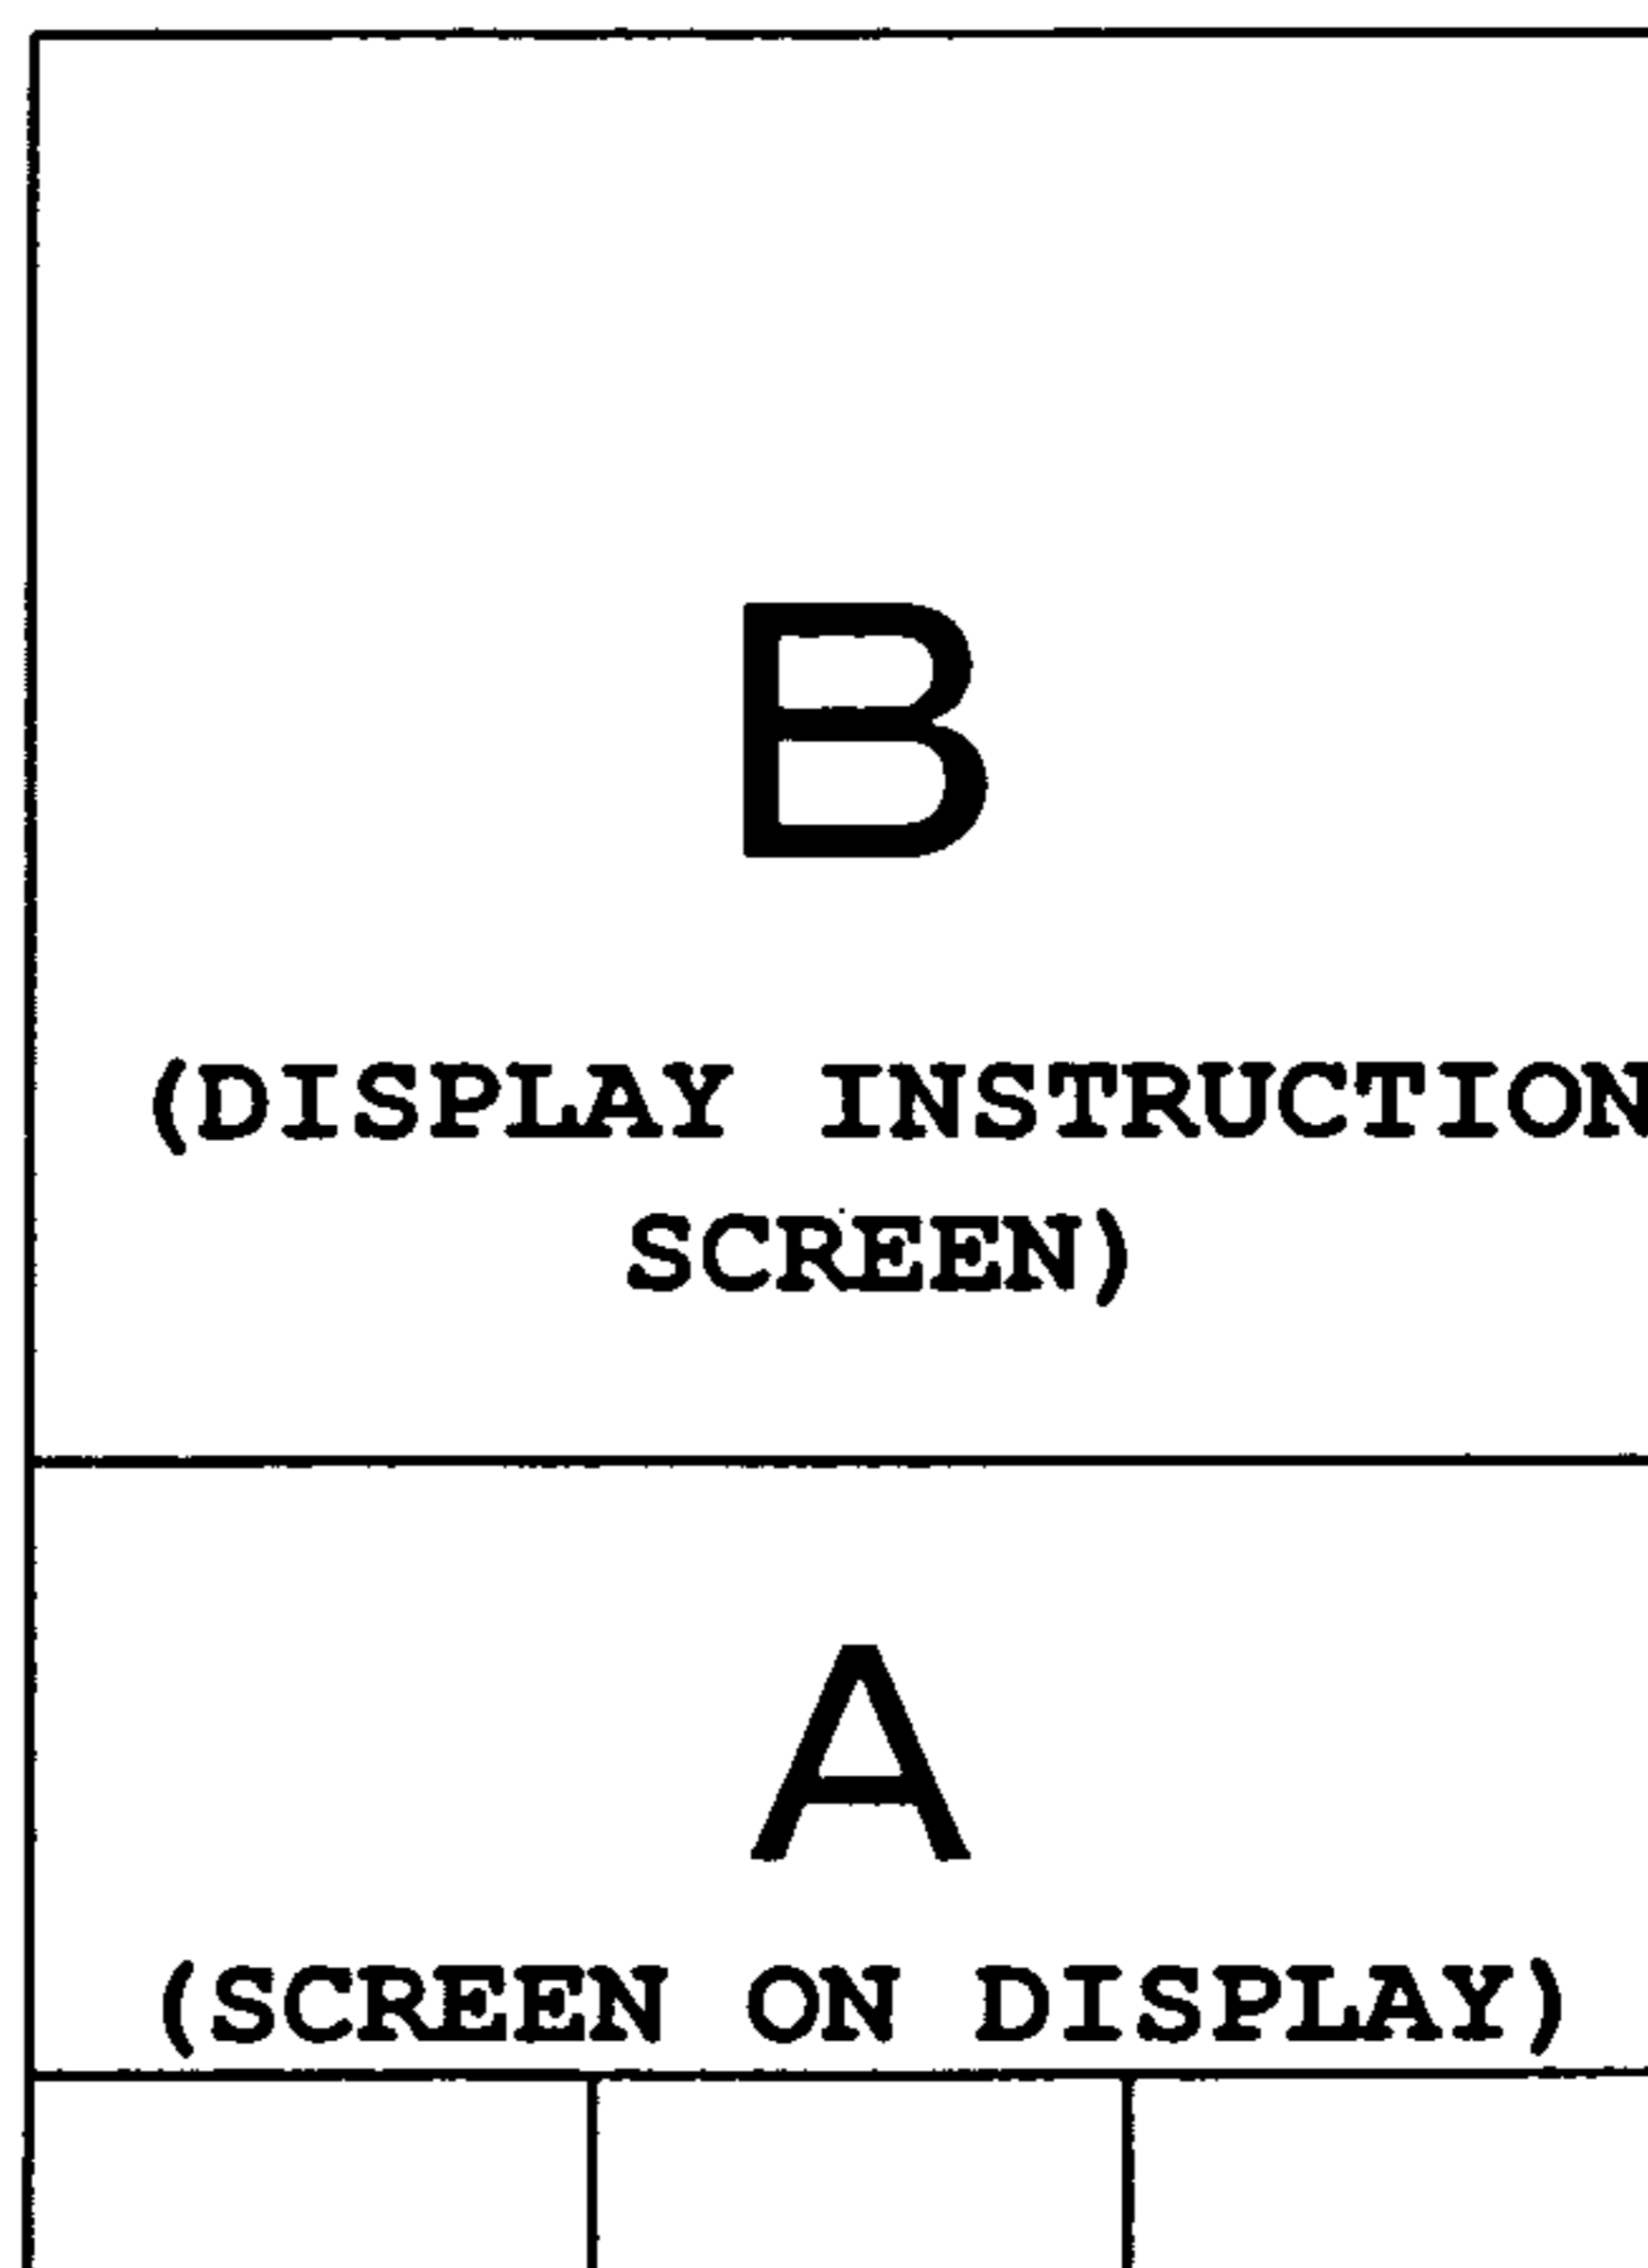 B
(DISPLAY INSTRUCTION
SCREEN)
A
(SCREEN ON DISPLAY)